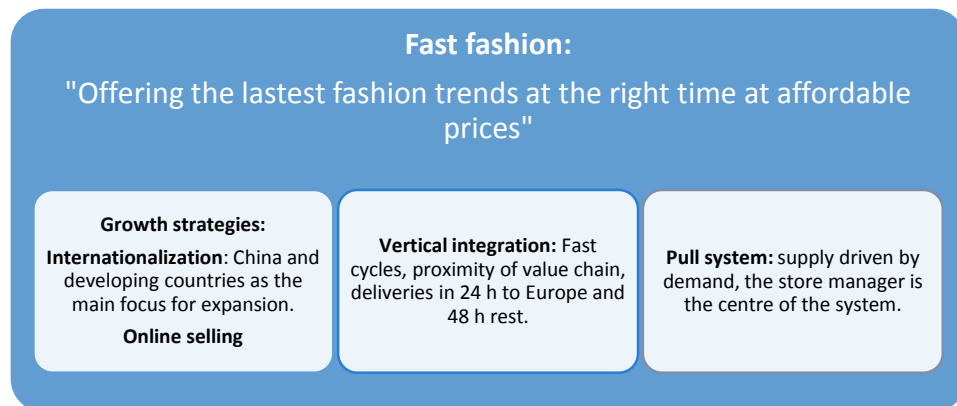 Fast fashion:
"Offering the lastest fashion trends at the right time at affordable
prices"
Growth strategies:
Internationalization: China and
developing countries as the
main focus for expansion.
Online selling
Vertical integration: Fast
cycles, proximity of value chain,
deliveries in 24 h to Europe and
48 h rest.
Pull system: supply driven by
demand, the store manager is
the centre of the system.